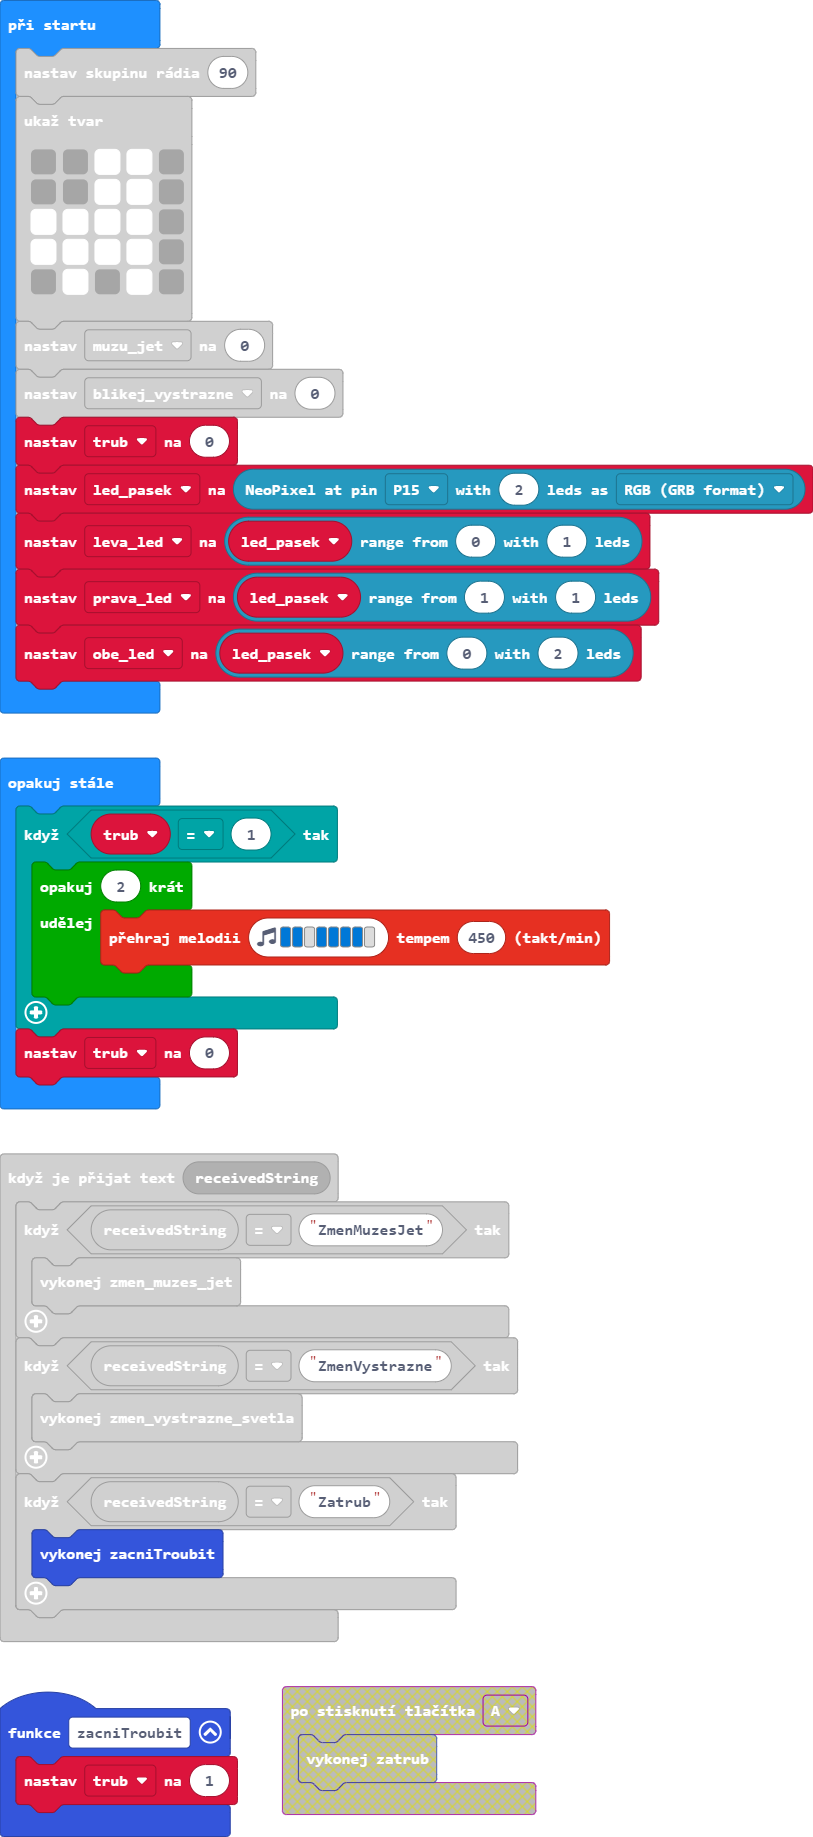 při startu
nastav skupinu rádia 90
ukaž tvar
nastav muzu_jet na 0
nastav blikej_vystrazne na 0
nastav trub na 0
nastav led_pasek na NeoPixel at pin P15 with 2 leds as RGB (GRB format)
nastav leva_led na led_pasek range from 0 with 1 leds
nastav prava_led na led_pasek range from 1 with 1 leds
nastav obe_led na led_pasek range from 0 with 2 leds
opakuj stále
když trub = 1 tak
opakuj 2 krát
udělej přehraj melodii tempem 450 (takt/min)
nastav trub na 0
když je přijat text receivedString
když receivedString = "ZmenMuzesJet" tak
vykonej zmen_muzes_jet
když receivedString = "ZmenVystrazne" tak
vykonej zmen_vystrazne_svetla
když receivedString = "Zatrub" tak
vykonej zacniTroubit
funkce zacniTroubit
nastav trub na 1
po stisknutí tlačítka A
vykonej zatrub